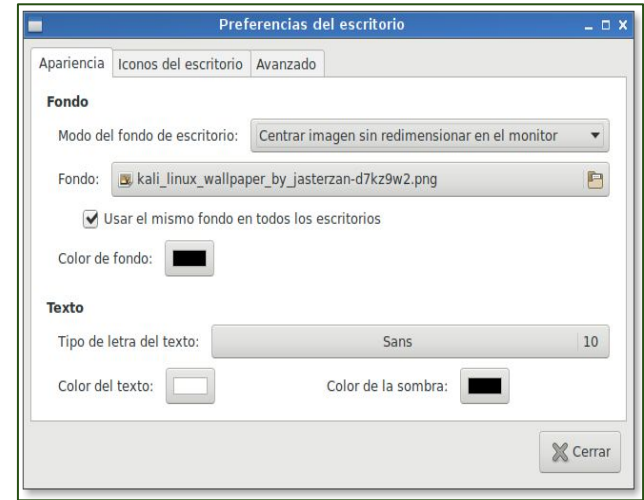 Preferencias del escritorio
Apariencia Iconos del escritorio Avanzado
Fondo
Modo del fondo de escritorio: Centrar imagen sin redimensionar en el monitor
Fondo: kali_linux_wallpaper_by_jasterzan-d7kz9w2.png
Usar el mismo fondo en todos los escritorios
Color de fondo:
Texto
Tipo de letra del texto: Sans 10
Color del texto: Color de la sombra:
Cerrar